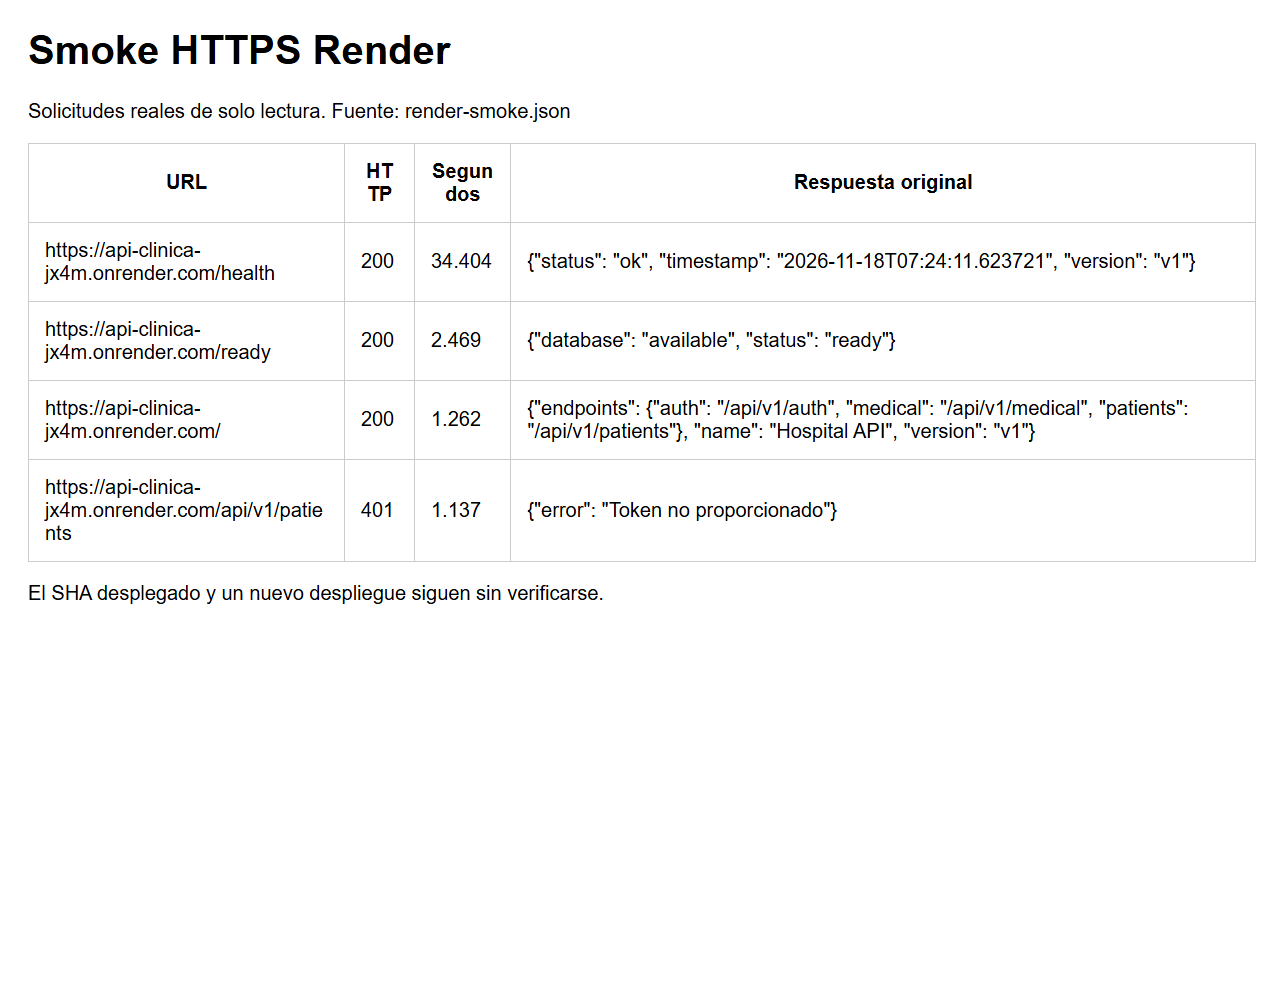 Smoke HTTPS Render
Solicitudes reales de solo lectura. Fuente: render-smoke.json
URL
HT
TP
Segun
dos
Respuesta original
https://api-clinica-
jx4m.onrender.com/health
200
34.404
{"status": "ok", "timestamp": "2026-11-18T07:24:11.623721", "version": "v1"}
https://api-clinica-
jx4m.onrender.com/ready
200
2.469
{"database": "available", "status": "ready"}
https://api-clinica-
jx4m.onrender.com/
200
1.262
{"endpoints": {"auth": "/api/v1/auth", "medical": "/api/v1/medical", "patients":
"/api/v1/patients"}, "name": "Hospital API", "version": "v1"}
https://api-clinica-
jx4m.onrender.com/api/v1/patie
nts
401
1.137
{"error": "Token no proporcionado"}
El SHA desplegado y un nuevo despliegue siguen sin verificarse.